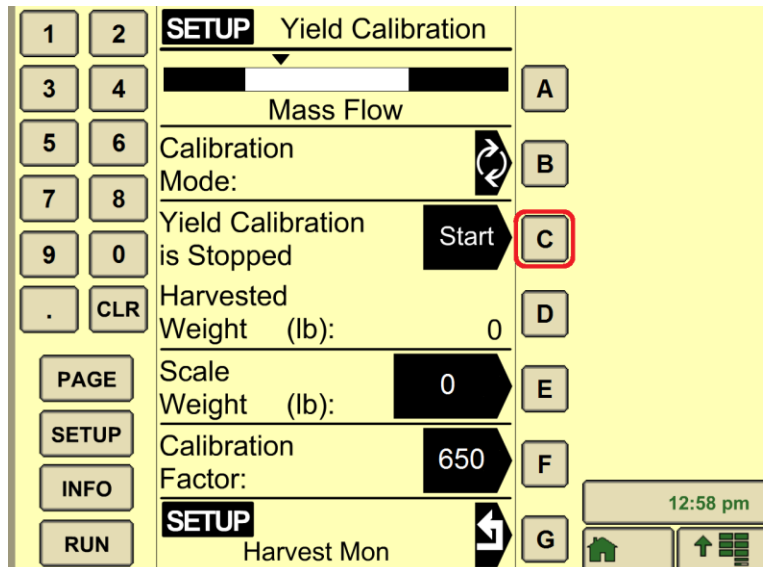 1 2
3 4
5 6
7 8
9 0
. CLR
PAGE
SETUP
INFO
RUN
SETUP Yield Calibration
Mass Flow
Calibration
Mode:
Yield Calibration
is Stopped
Start
Harvested
Weight (lb): 0
Scale
Weight (lb):
0
Calibration
Factor:
650
SETUP
Harvest Mon
A
B
C
D
E
F
G
12:58 pm